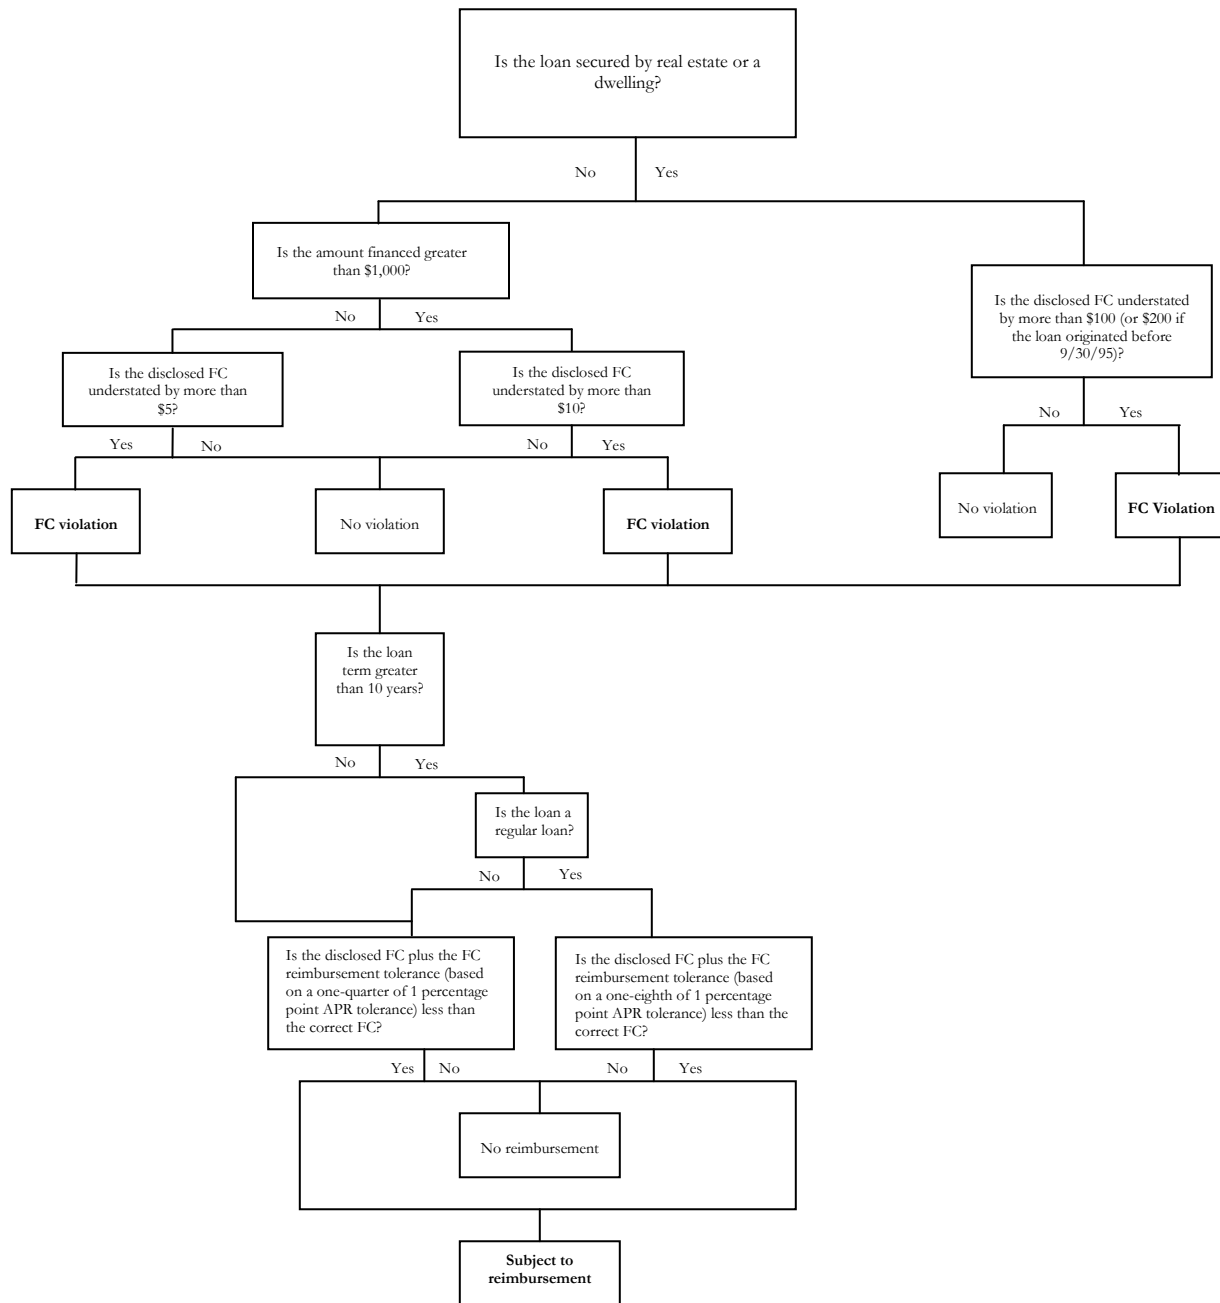 Is the loan secured by real estate or a
dwelling?
No
Yes
Is the amount financed greater
than $1,000?
Is the disclosed FC understated
by more than $100 (or $200 if
the loan originated before
9/30/95)?
No
Yes
Is the disclosed FC
understated by more than
$5?
Is the disclosed FC
understated by more than
$10?
No
Yes
Yes
No
No
Yes
FC violation
No violation
FC violation
No violation
FC Violation
Is the loan
term greater
than 10 years?
No
Yes
Is the loan a
regular loan?
No
Yes
Is the disclosed FC plus the FC
reimbursement tolerance (based
on a one-quarter of 1 percentage
point APR tolerance) less than
the correct FC?
Is the disclosed FC plus the FC
reimbursement tolerance (based
on a one-eighth of 1 percentage
point APR tolerance) less than the
correct FC?
Yes
No
No
Yes
No reimbursement
Subject to
reimbursement